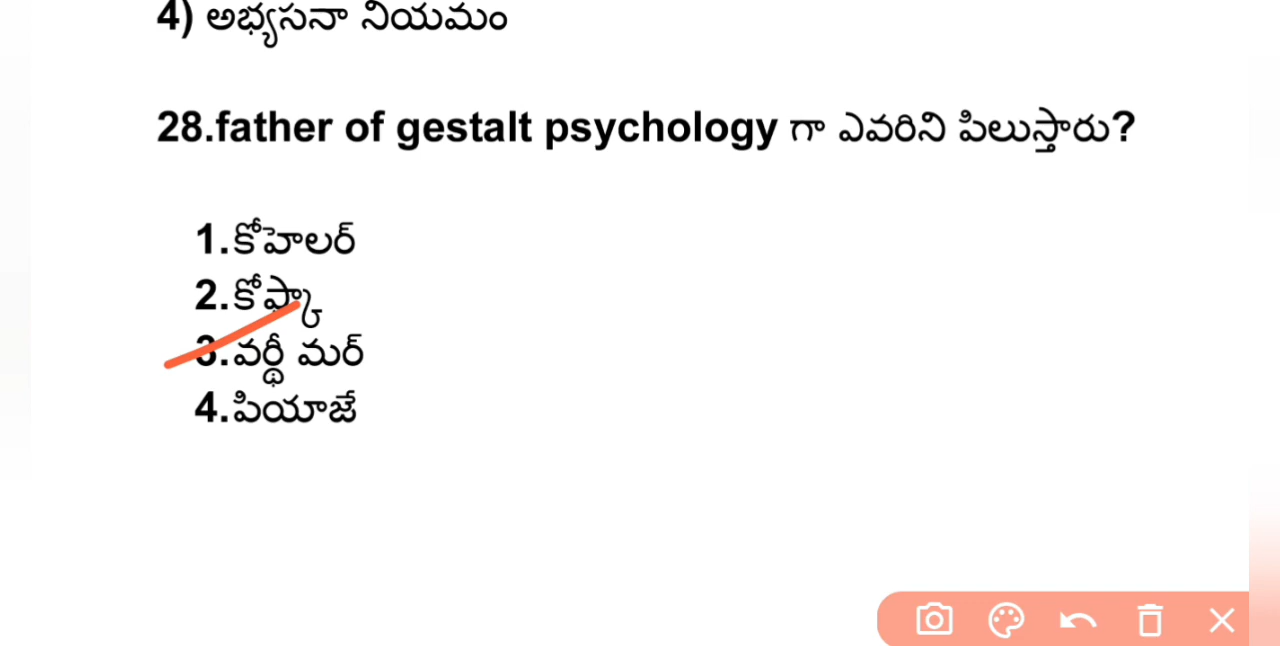 4) అభ్యసనా నియమం
28.father of gestalt psychology గా ఎవరిని పిలుస్తారు?
1.కోహెలర్
2.కోఫ్కా
3.వర్థీ మర్
4.పియాజే